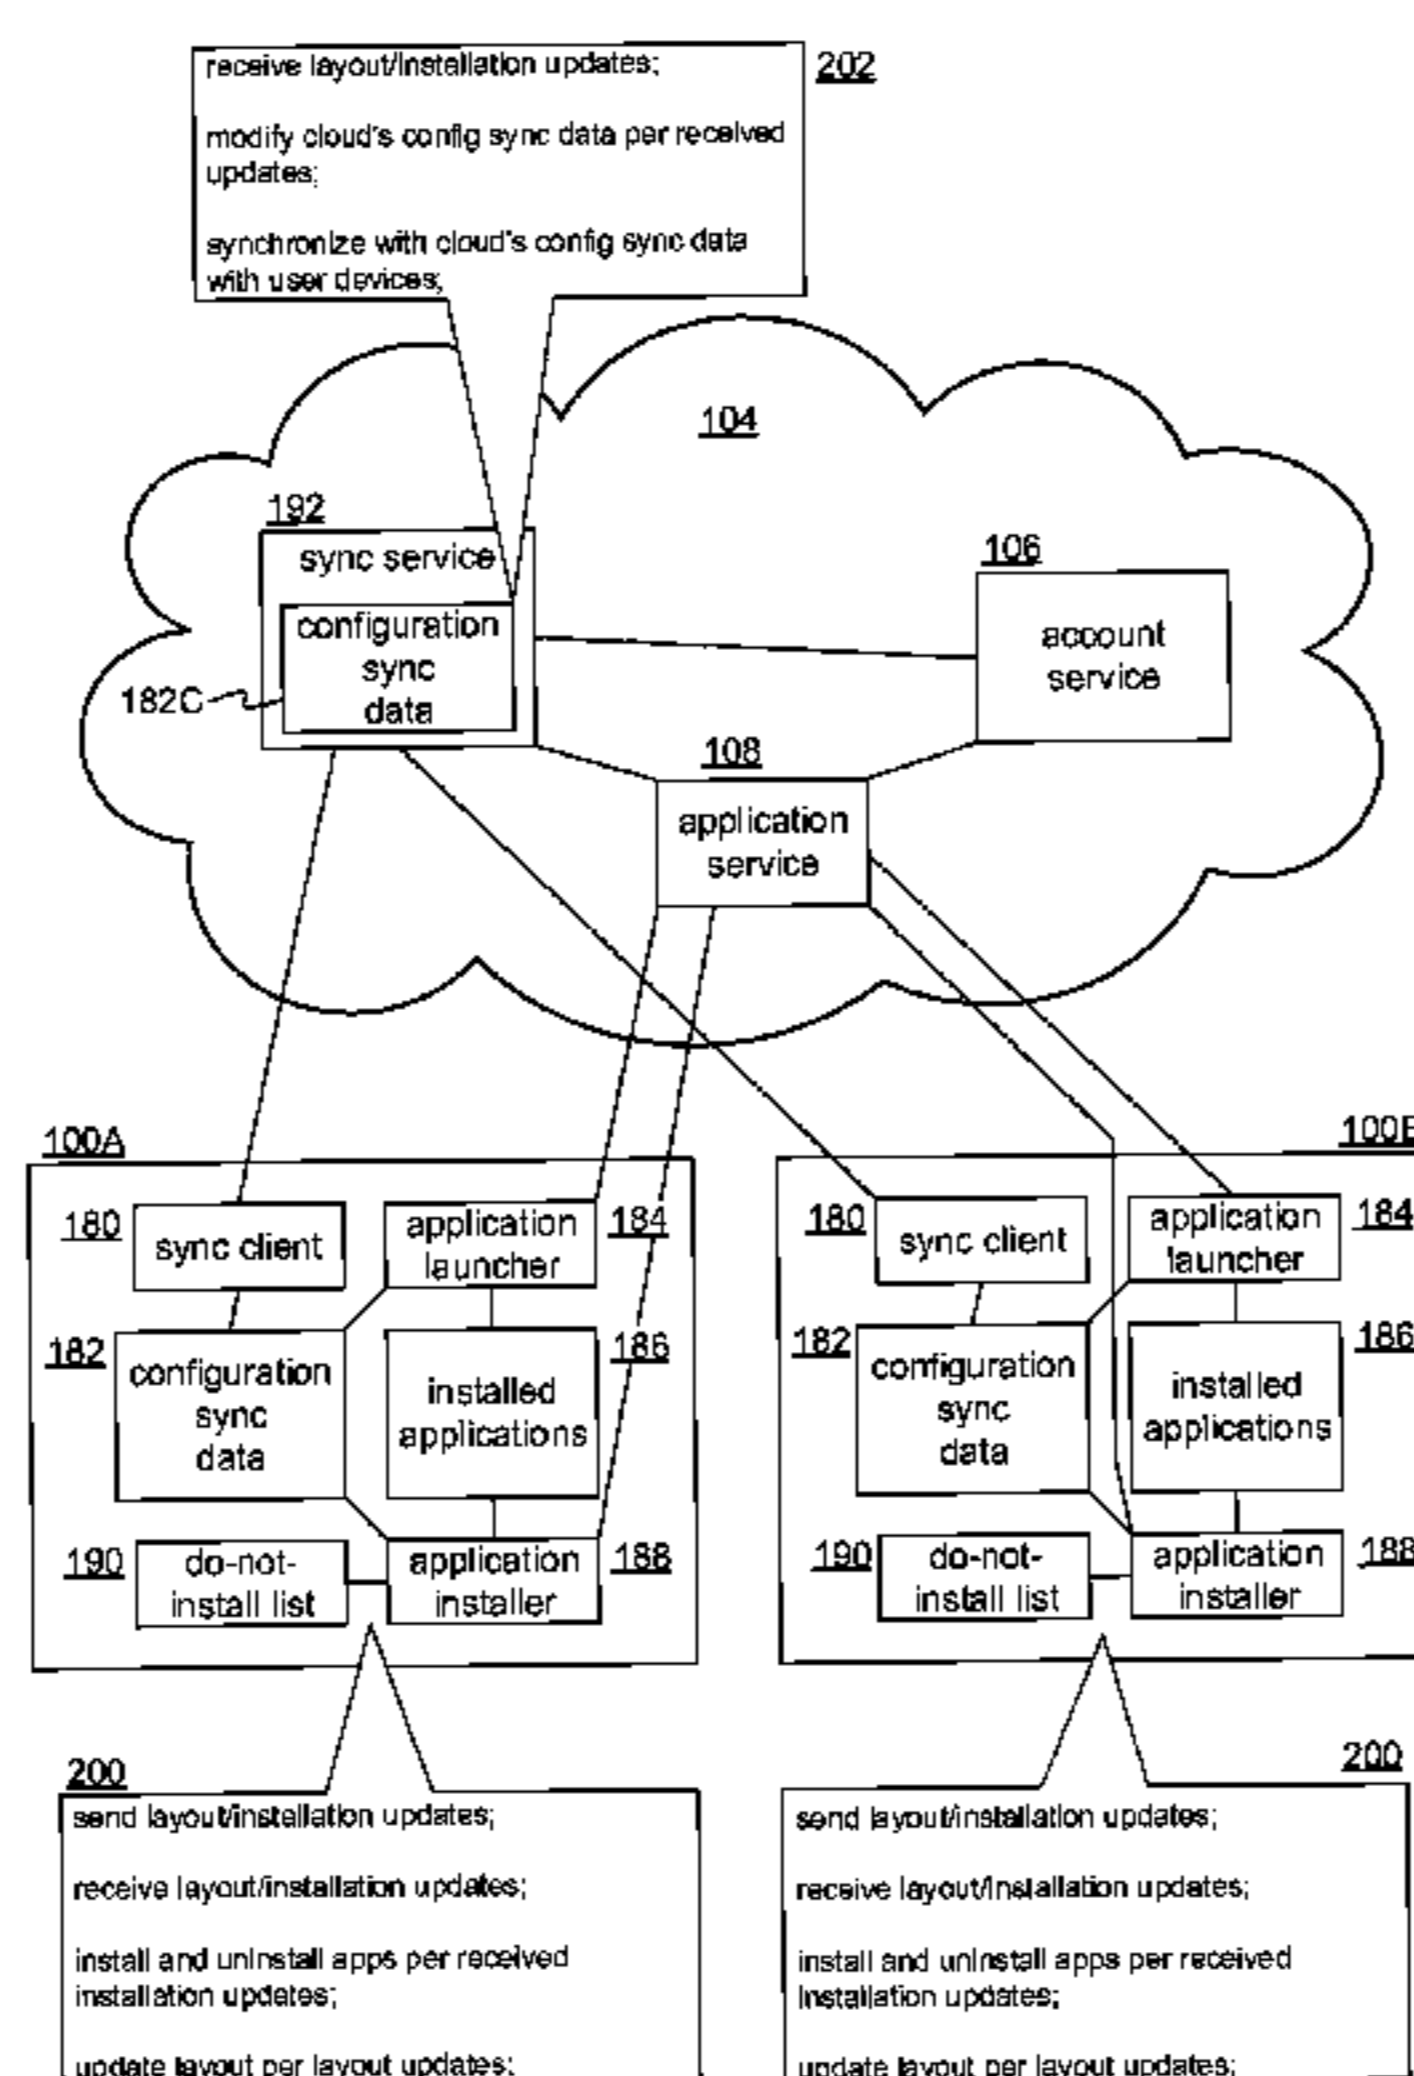 receive layout/installation updates;
202
modify cloud's config sync data per received
updates;
synchronize with cloud's config sync data
with user devices;
104
192
sync service
configuration
sync
data
182C
106
account
service
108
application
service
100A
180
sync client
application
launcher
184
182
configuration
sync
data
installed
applications
186
190
do-not-
install list
application
installer
188
100B
180
sync client
application
launcher
184
182
configuration
sync
data
installed
applications
186
190
do-not-
install list
application
installer
188
200
send layout/installation updates;
receive layout/installation updates;
install and uninstall apps per received
installation updates;
update layout per layout updates;
200
send layout/installation updates;
receive layout/installation updates;
install and uninstall apps per received
installation updates;
update layout per layout updates;